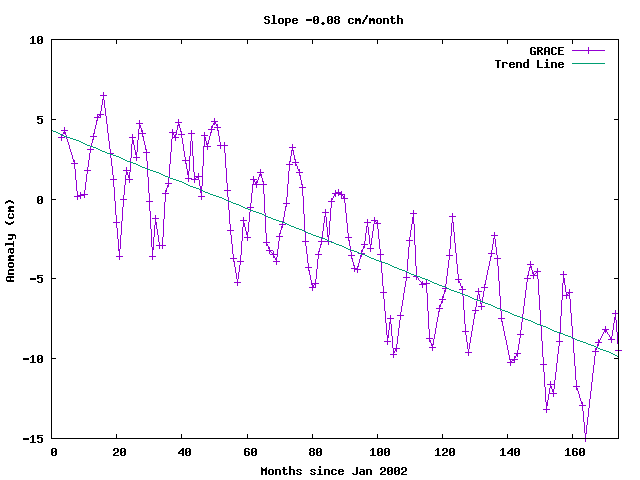 Slope -0.08 cm/month
10
5
0
-5
-10
-15
Anomaly (cm)
GRACE
Trend Line
0 20 40 60 80 100 120 140 160
Months since Jan 2002